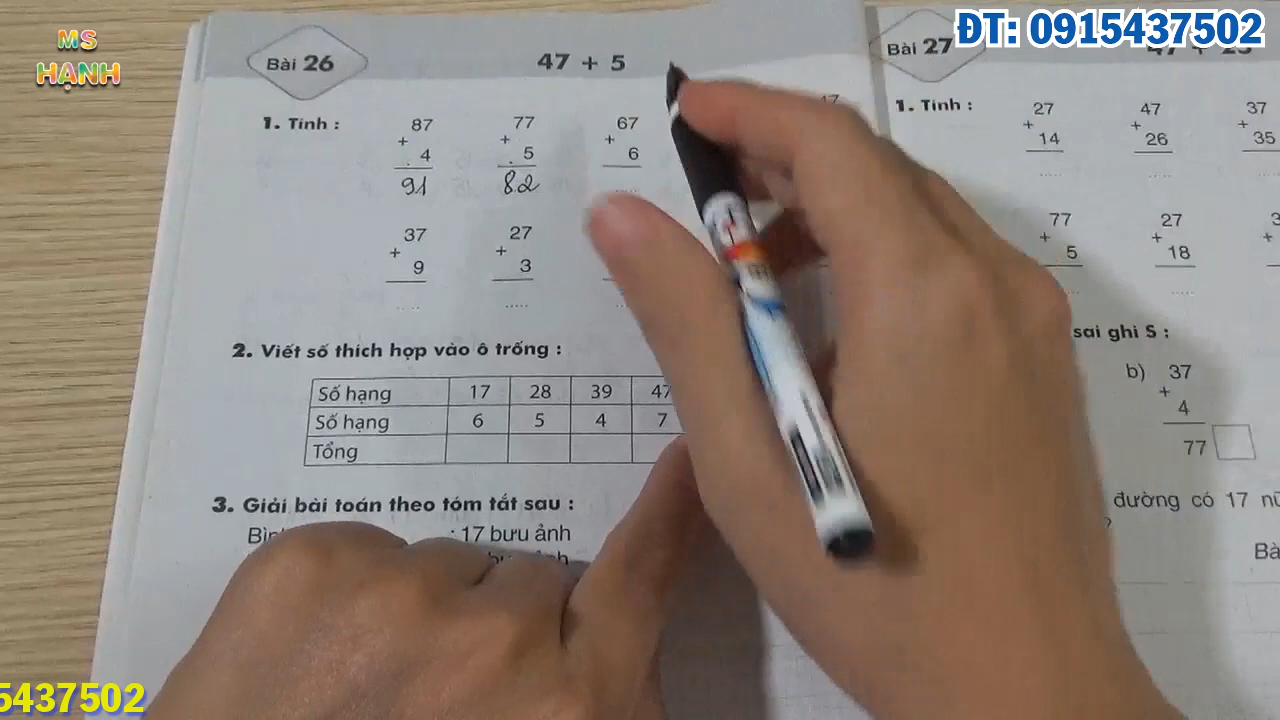 MS
HẠNH
ĐT: 0915437502
Bài 26
47 + 5
1. Tính :
87 + 4 91
77 + 5 82
67 + 6 ....
17
37 + 9 ....
27 + 3 .....
2. Viết số thích hợp vào ô trống :
Số hạng 17 28 39 47
Số hạng 6 5 4 7
Tổng
3. Giải bài toán theo tóm tắt sau :
: 17 bưu ảnh
Bài 27
1. Tính :
27 + 14 .....
47 + 26 .....
37 + 35
77 + 5 .....
27 + 18 .....
sai ghi S :
b) 37 + 4 77
đường có 17
5437502